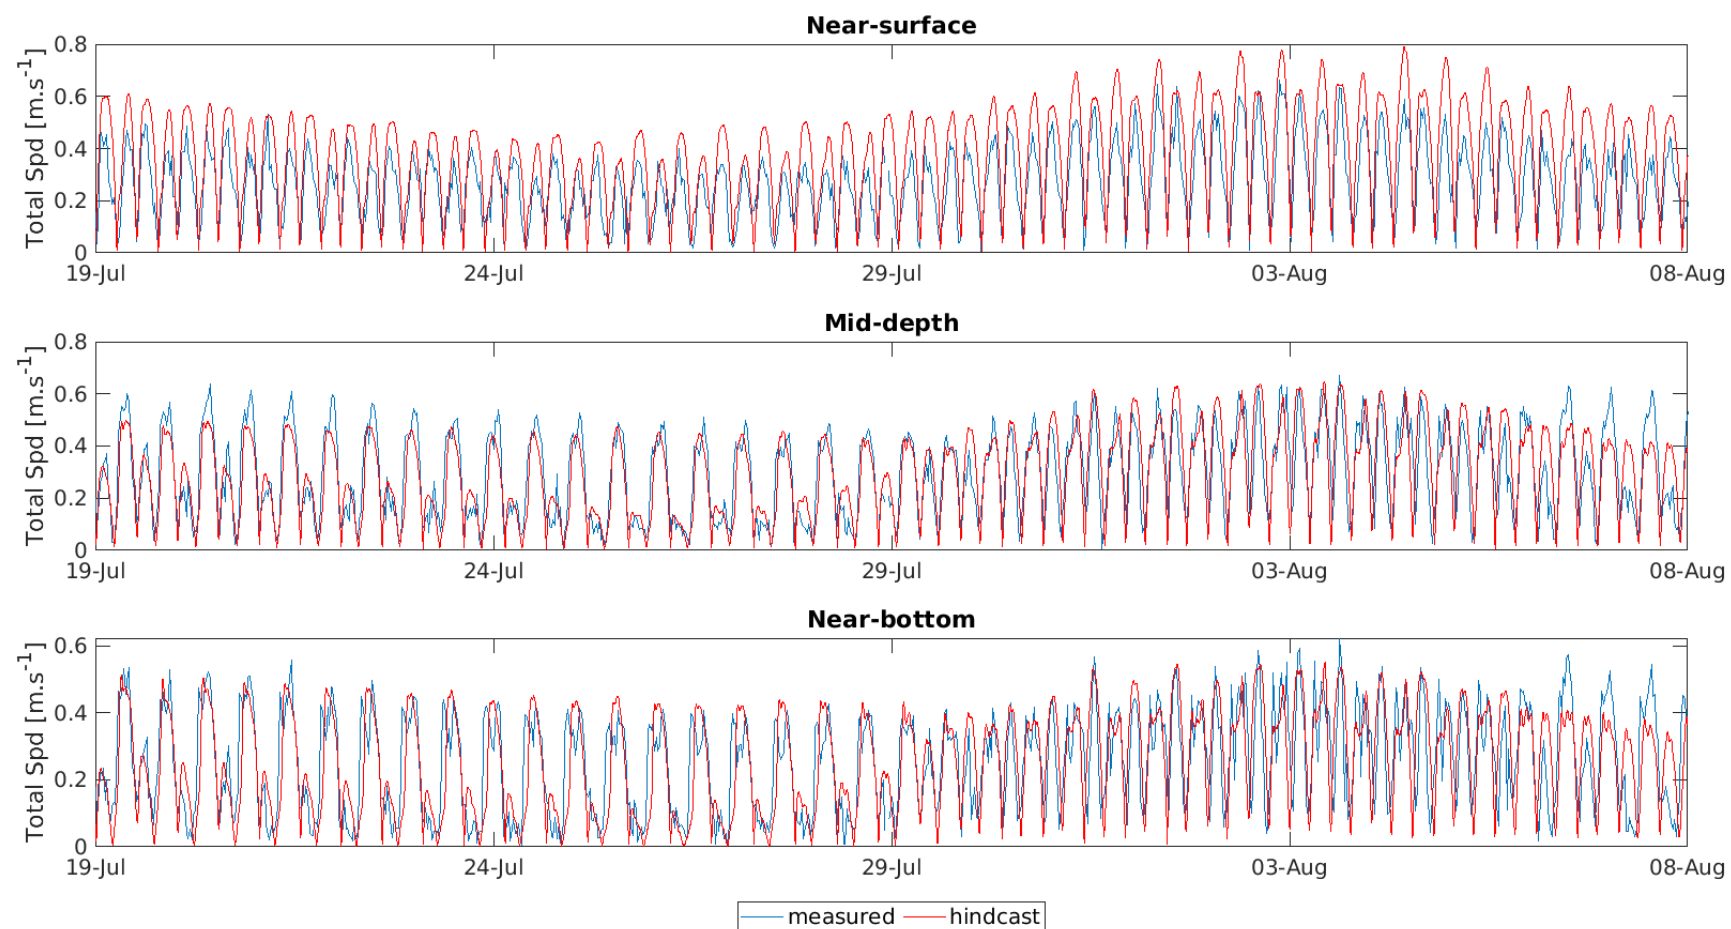 Near-surface
Total Spd [m.s⁻¹]
0.8
0.6
0.4
0.2
0
19-Jul 24-Jul 29-Jul 03-Aug 08-Aug
Mid-depth
Total Spd [m.s⁻¹]
0.8
0.6
0.4
0.2
0
19-Jul 24-Jul 29-Jul 03-Aug 08-Aug
Near-bottom
Total Spd [m.s⁻¹]
0.6
0.4
0.2
0
19-Jul 24-Jul 29-Jul 03-Aug 08-Aug
measured hindcast